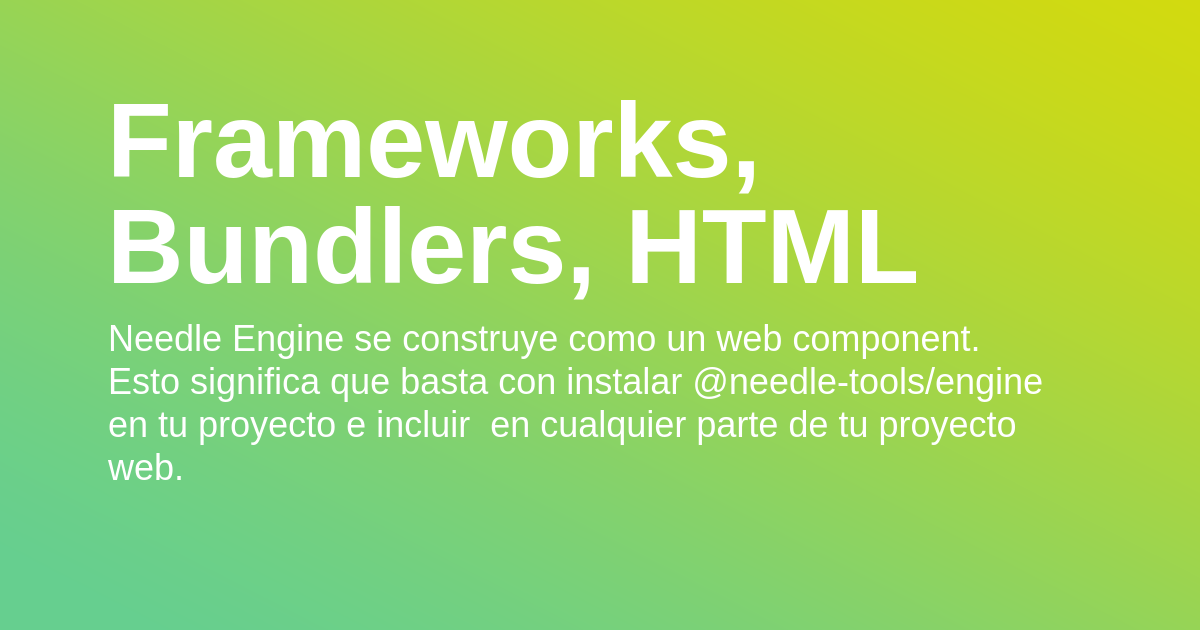 Frameworks,
Bundlers, HTML
Needle Engine se construye como un web component.
Esto significa que basta con instalar @needle-tools/engine
en tu proyecto e incluir  en cualquier parte de tu proyecto
web.